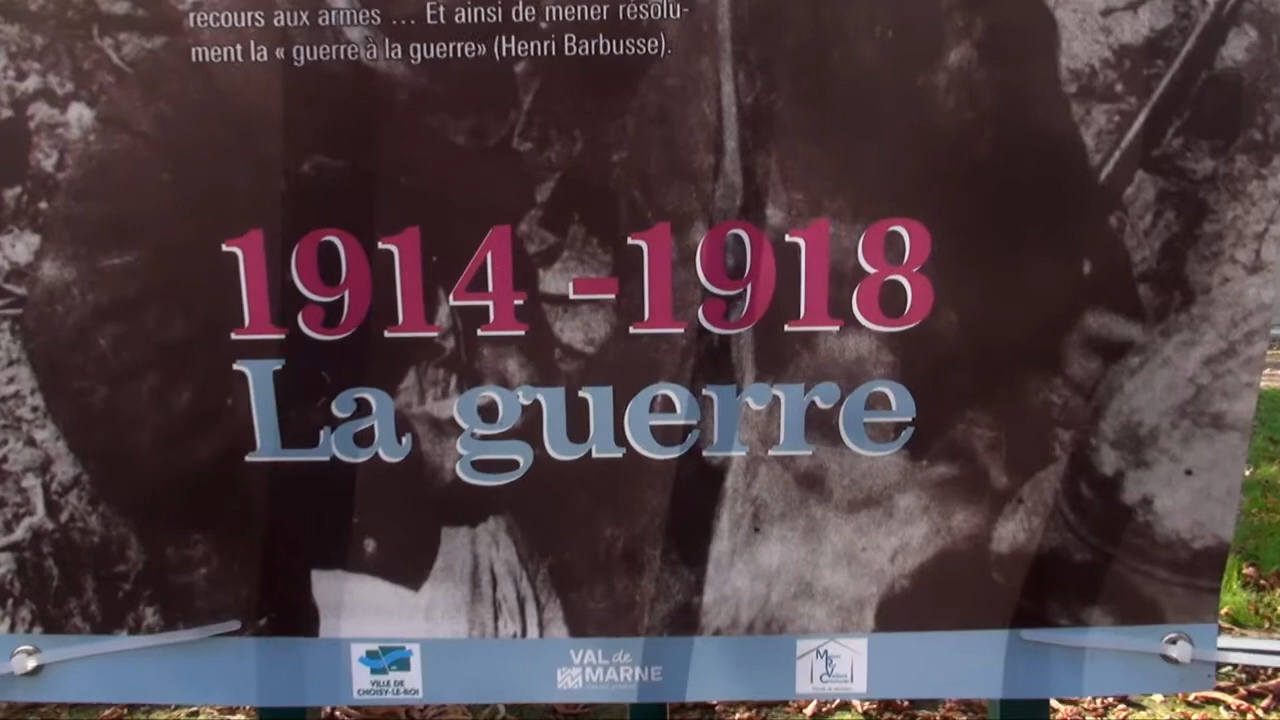 recours aux armes … Et ainsi de mener résolu-
ment la « guerre à la guerre» (Henri Barbusse).
1914 -1918
La guerre
VILLE DE
CHOISY-LE-ROI
VAL de
MARNE